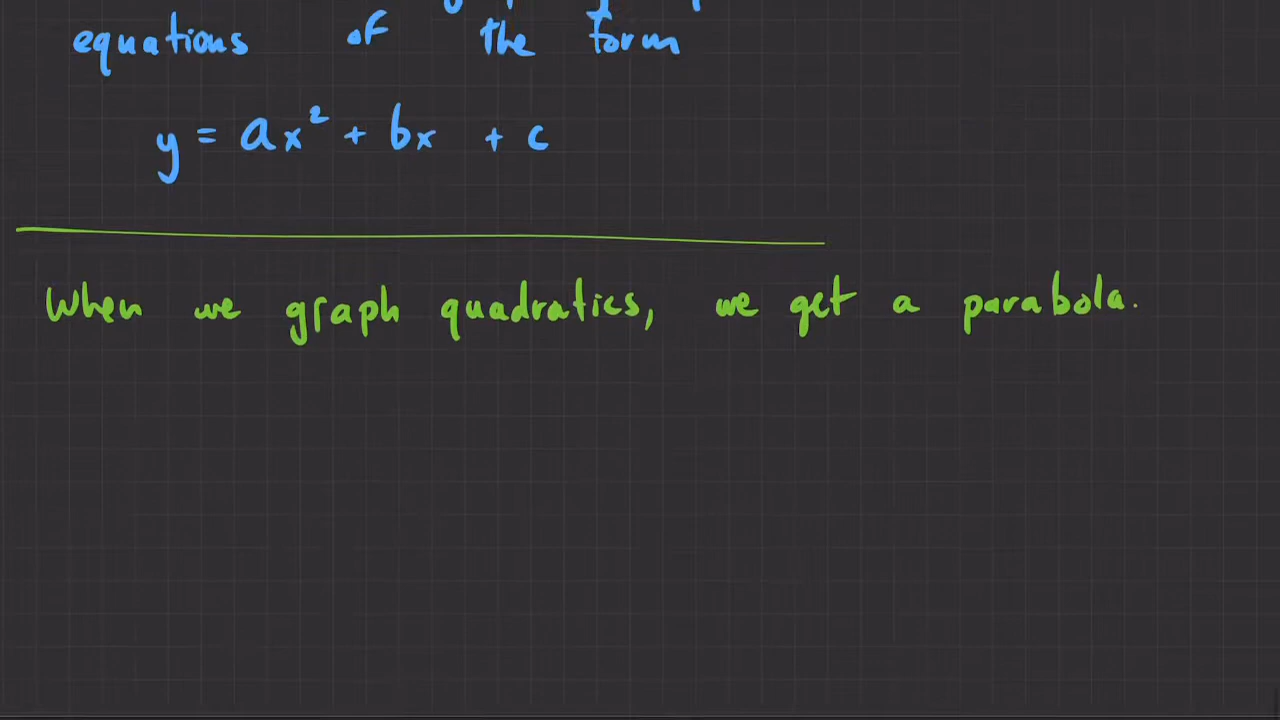 equations of the form
y = ax² + bx + c
When we graph quadratics, we get a parabola.